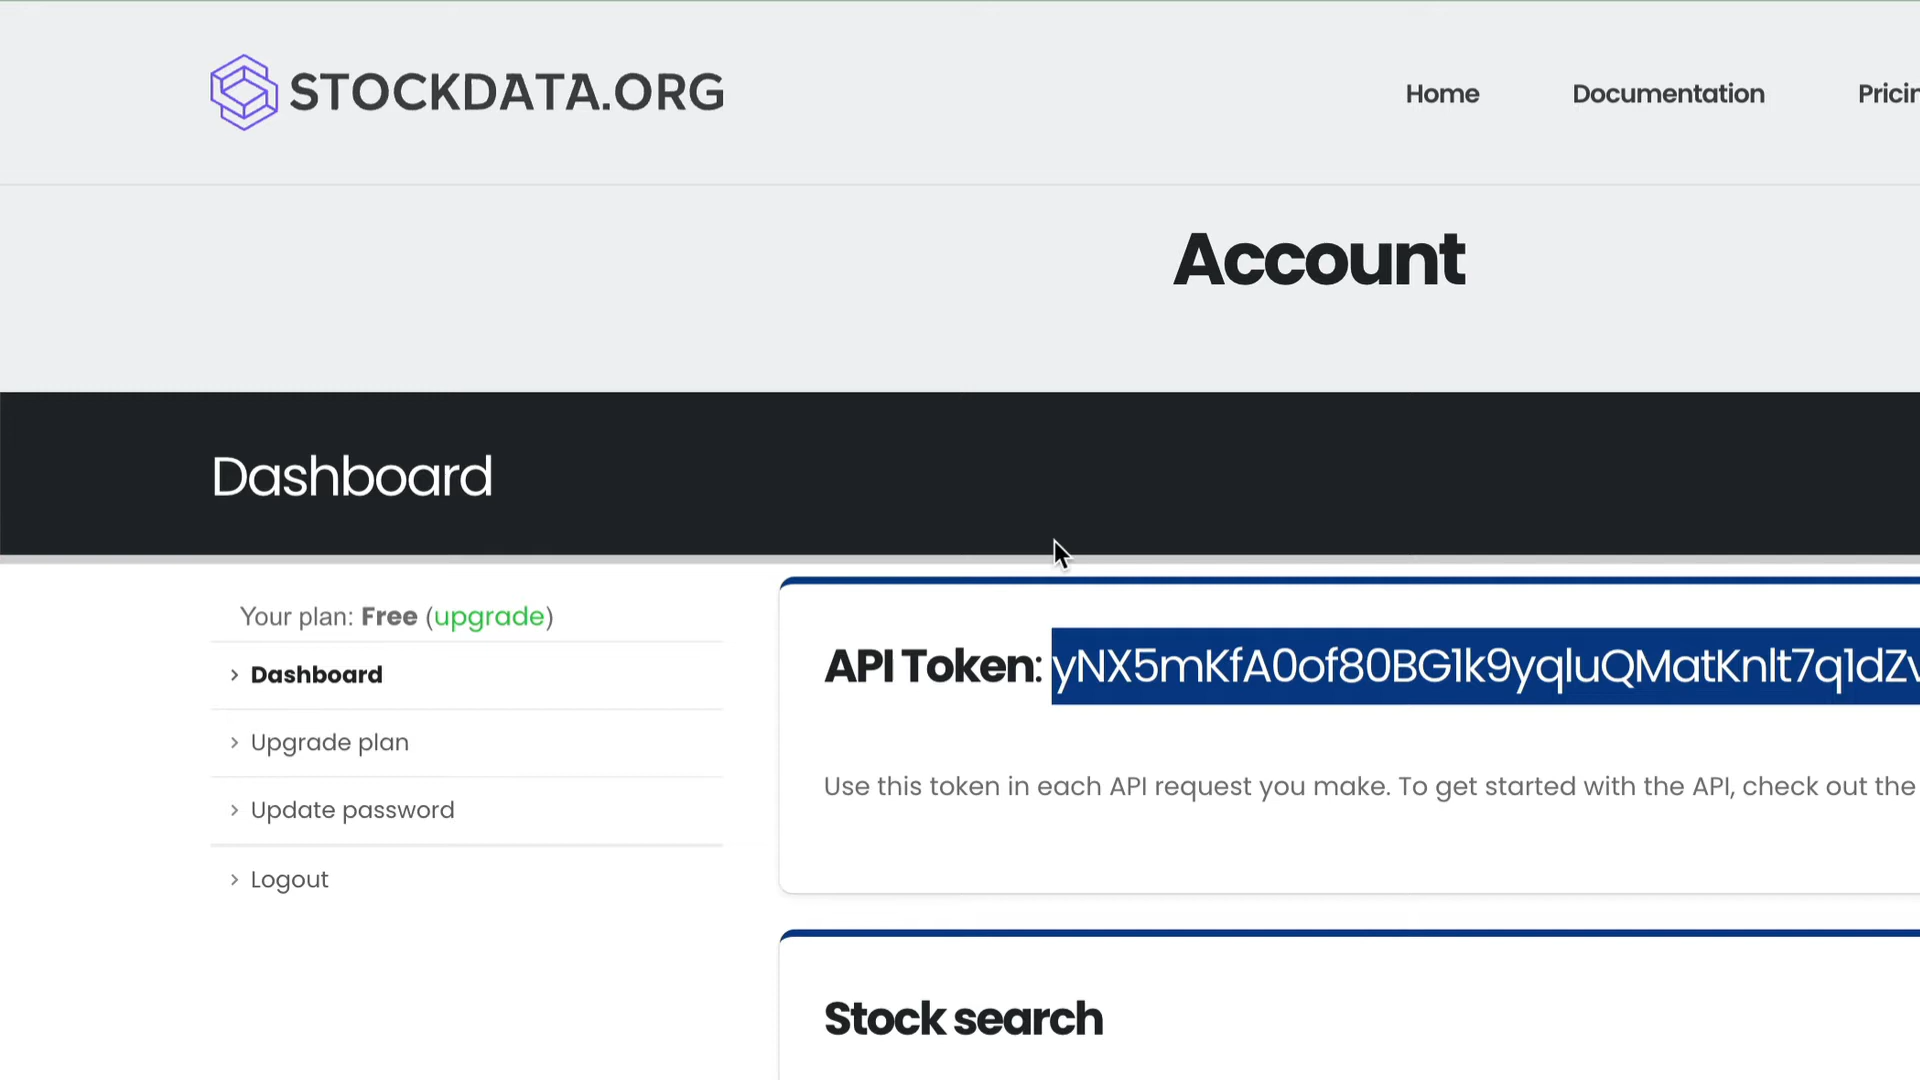 STOCKDATA.ORG
Home Documentation
Account
Dashboard
Your plan: Free (upgrade)
Dashboard
Upgrade plan
Update password
Logout
API Token:
Use this token in each API request you make. To get started with the API, check out the
Stock search